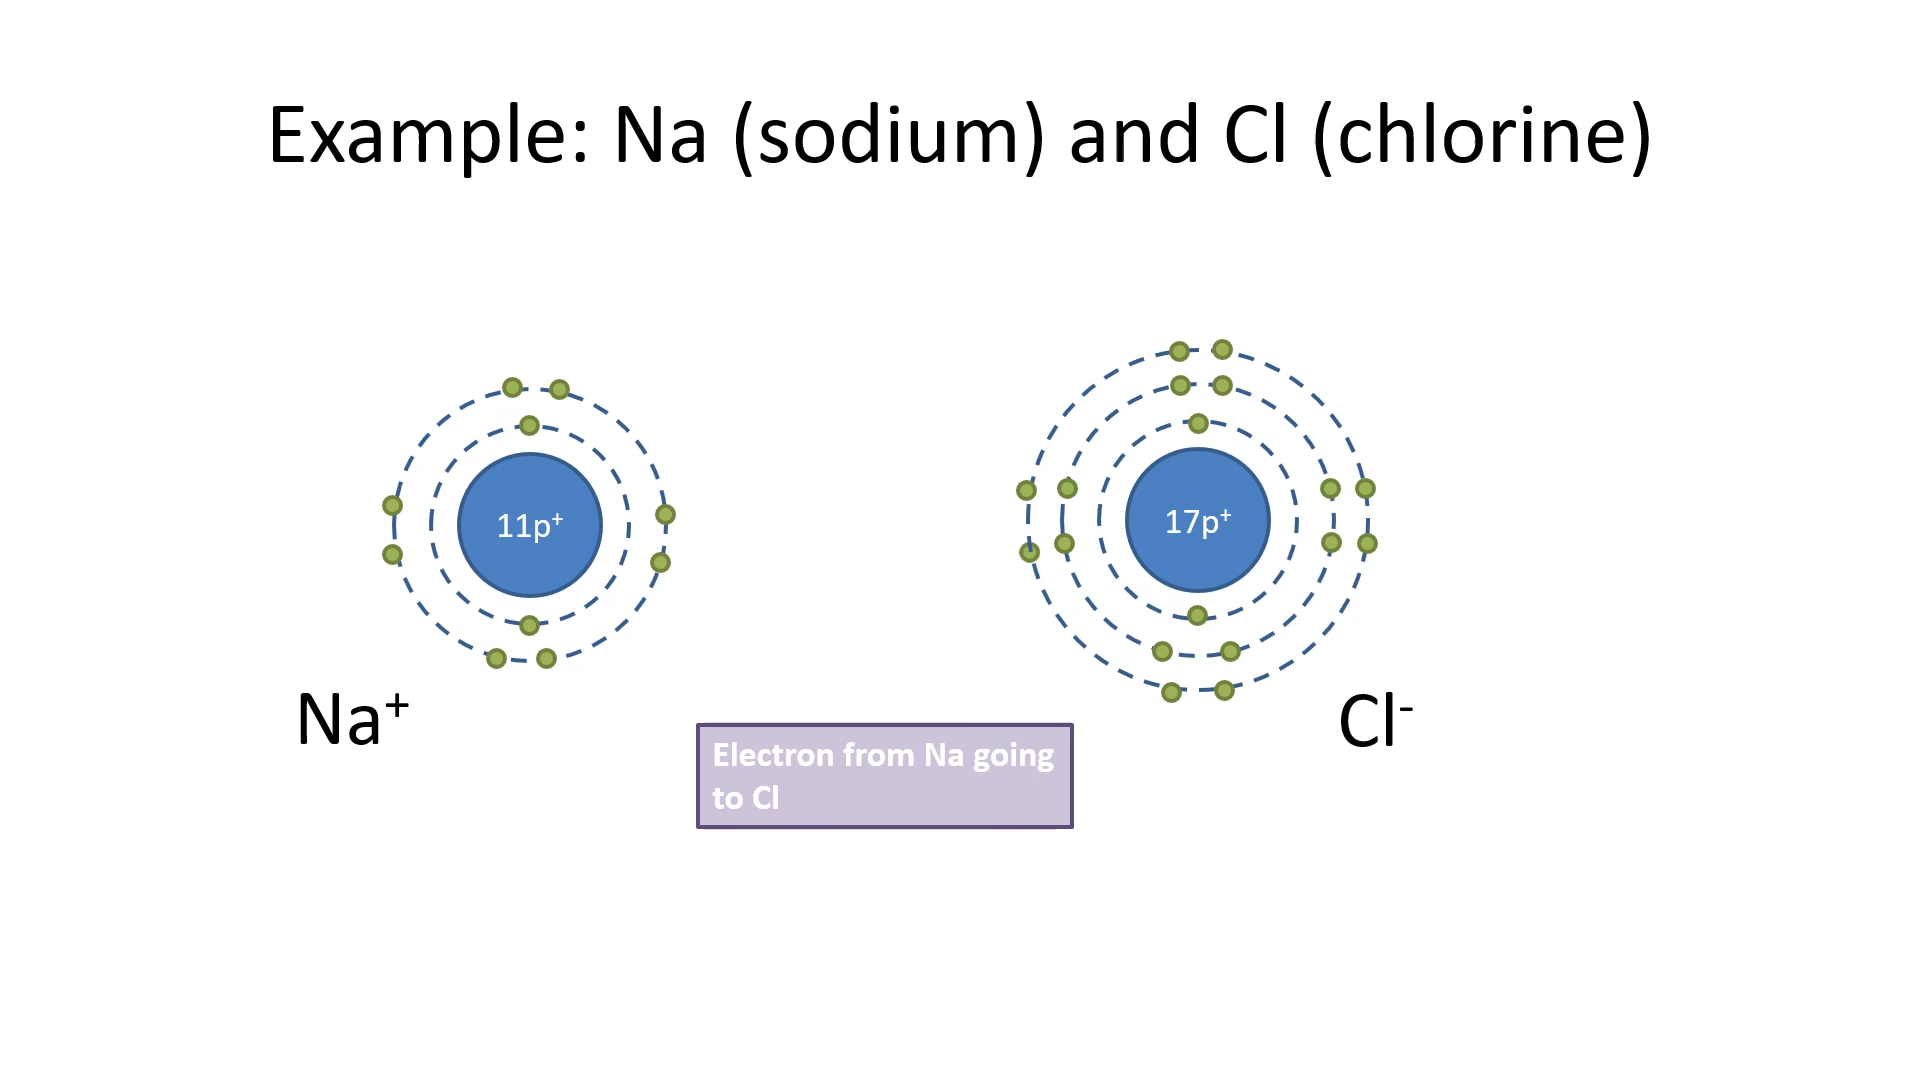 Example: Na (sodium) and Cl (chlorine)
11p⁺
17p⁺
Na⁺
Cl⁻
Electron from Na going
to Cl